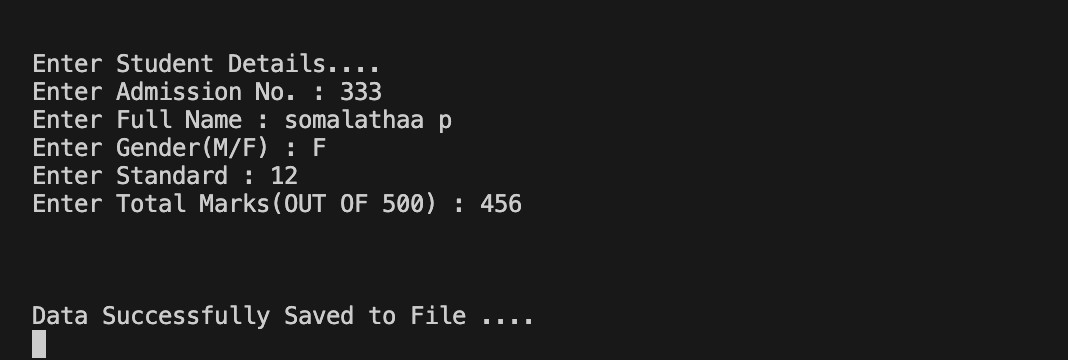 Enter Student Details....
Enter Admission No. : 333
Enter Full Name : somalathaa p
Enter Gender(M/F) : F
Enter Standard : 12
Enter Total Marks(OUT OF 500) : 456
Data Successfully Saved to File ....